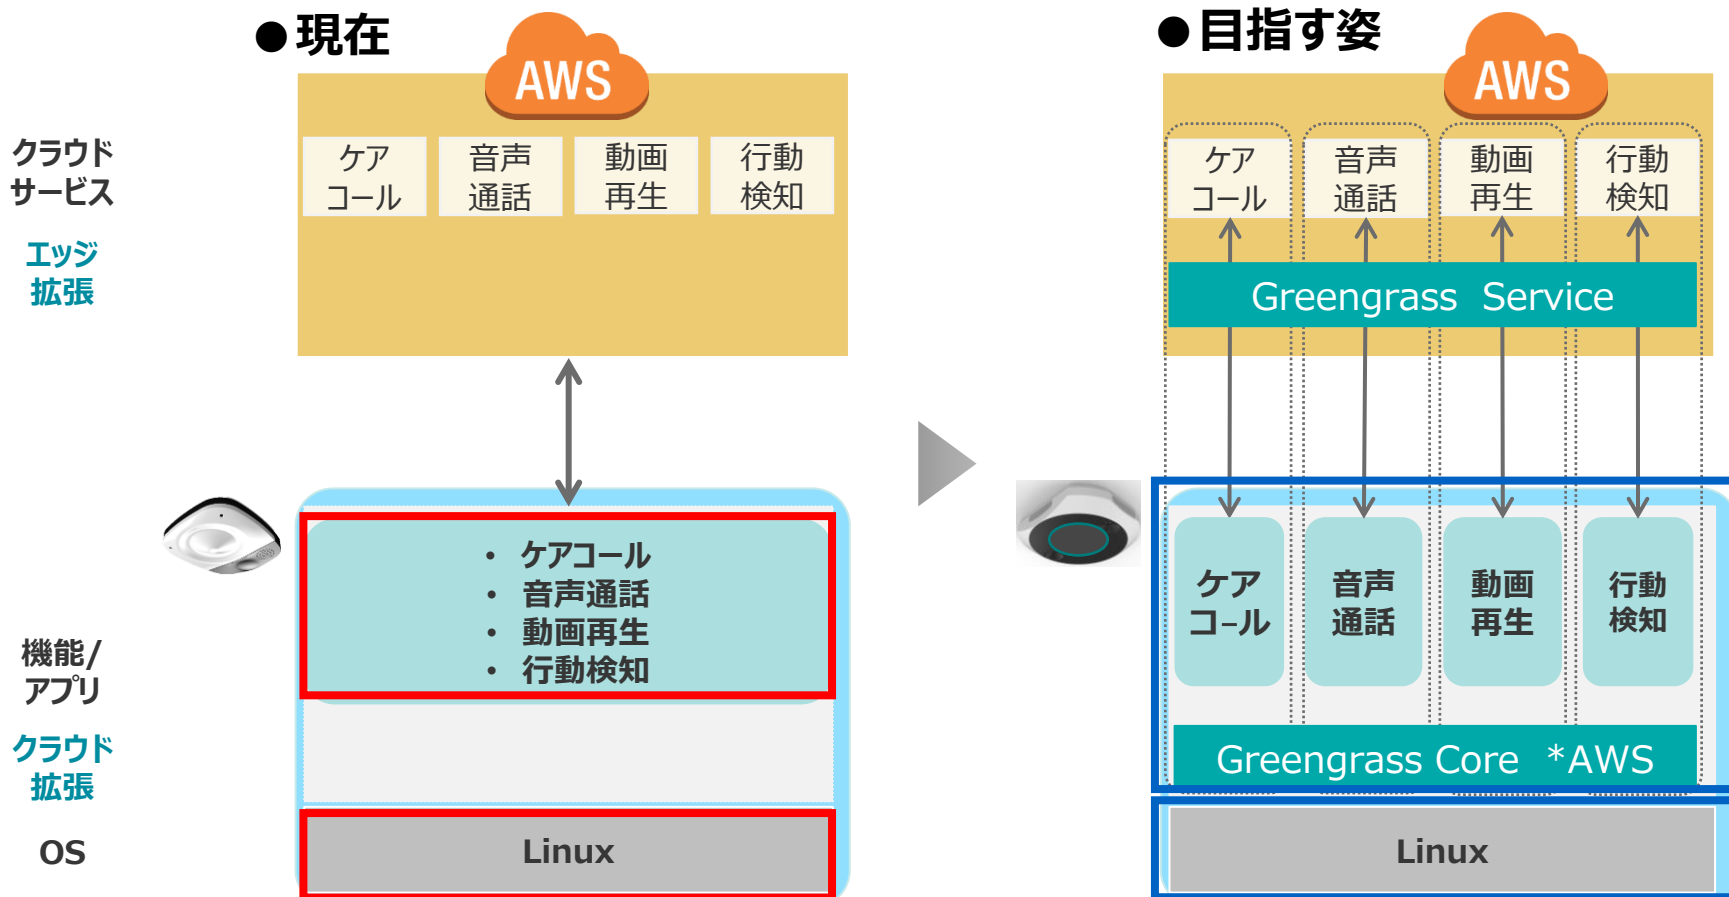 ●現在
AWS
クラウド
サービス
ケア
コール
音声
通話
動画
再生
行動
検知
エッジ
拡張
・ ケアコール
・ 音声通話
・ 動画再生
・ 行動検知
機能/
アプリ
クラウド
拡張
OS
Linux
●目指す姿
AWS
ケア
コール
音声
通話
動画
再生
行動
検知
Greengrass Service
ケア
コール
音声
通話
動画
再生
行動
検知
Greengrass Core *AWS
Linux